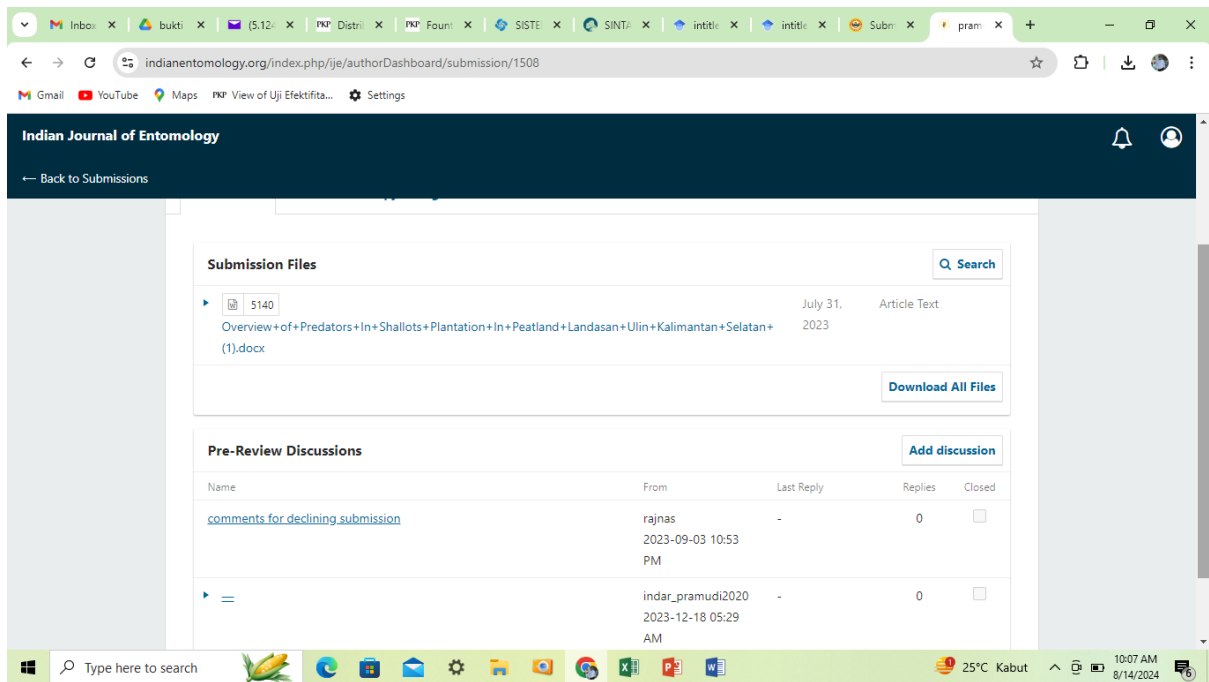 Inbox
bukti
(5.124
PKP Distri
PKP Fount
SISTE
SINTA
intitle
intitle
Subm
pram
indianentomology.org/index.php/ije/authorDashboard/submission/1508
Gmail YouTube Maps PKP View of Uji Efektifita... Settings
Indian Journal of Entomology
← Back to Submissions
Submission Files
Search
5140
July 31, 2023
Article Text
Overview+of+Predators+In+Shallots+Plantation+In+Peatland+Landasan+Ulin+Kalimantan+Selatan+
(1).docx
Download All Files
Pre-Review Discussions
Add discussion
Name From Last Reply Replies Closed
comments for declining submission
rajnas
2023-09-03 10:53
PM
-
0
—
indar_pramudi2020
2023-12-18 05:29
AM
-
0
Type here to search
25°C Kabut
10:07 AM
8/14/2024
6